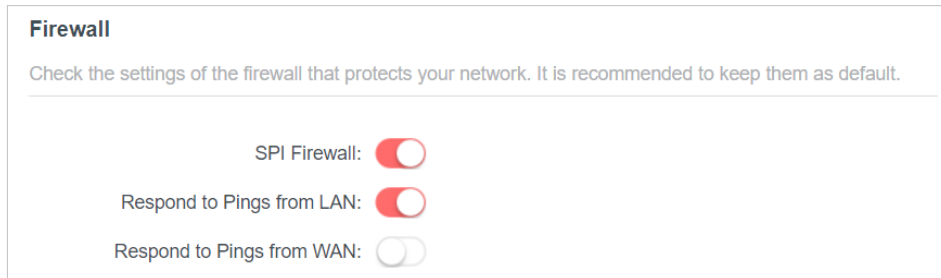 Firewall
Check the settings of the firewall that protects your network. It is recommended to keep them as default.
SPI Firewall:
Respond to Pings from LAN:
Respond to Pings from WAN: